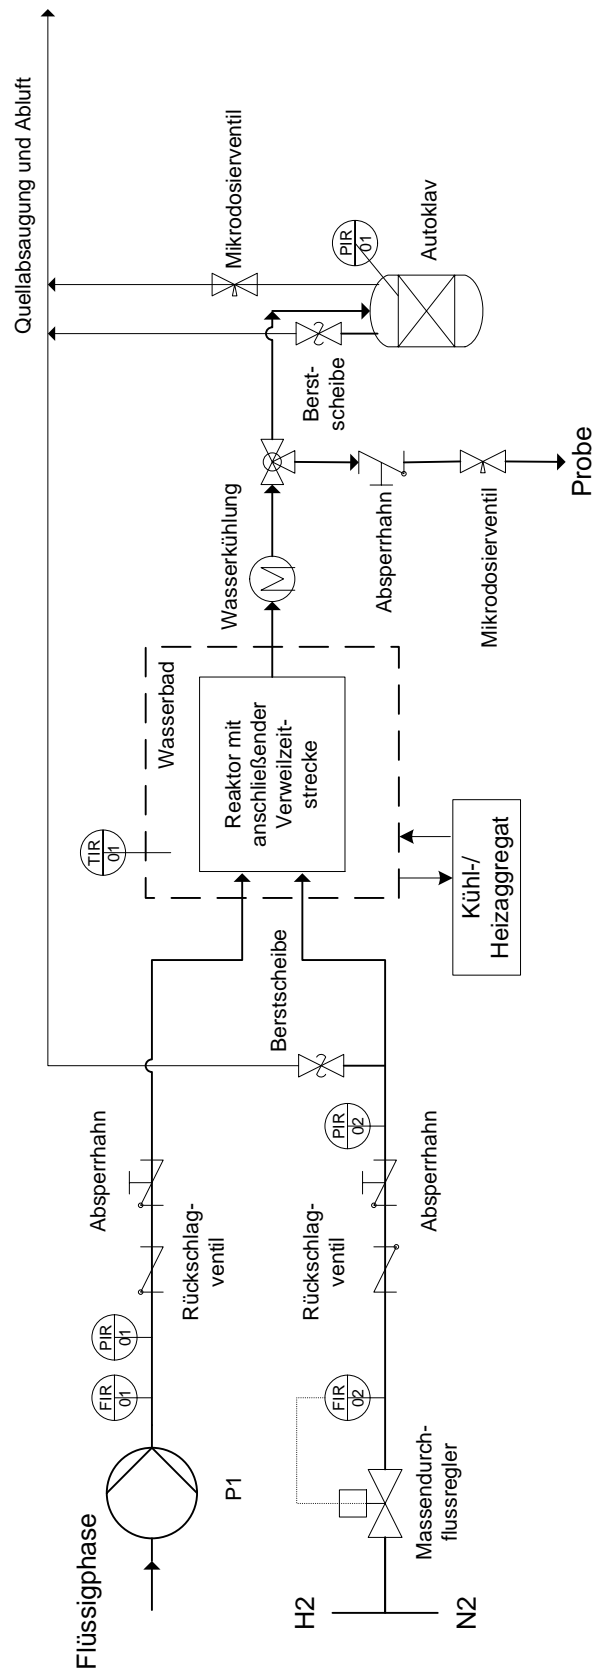 Quellabsaugung und Abluft
Flüssigphase
P1
FIR
01
PIR
01
Rückschlag-
ventil
Absperrhahn
H2
N2
Massendurch-
flussregler
FIR
02
Rückschlag-
ventil
Absperrhahn
PIR
02
Berstscheibe
TIR
01
Wasserbad
Reaktor mit
anschließender
Verweilzeit-
strecke
Kühl-/
Heizaggregat
Wasserkühlung
M
Absperrhahn
Mikrodosierventil
Probe
Berst-
scheibe
Mikrodosierventil
PIR
01
Autoklav